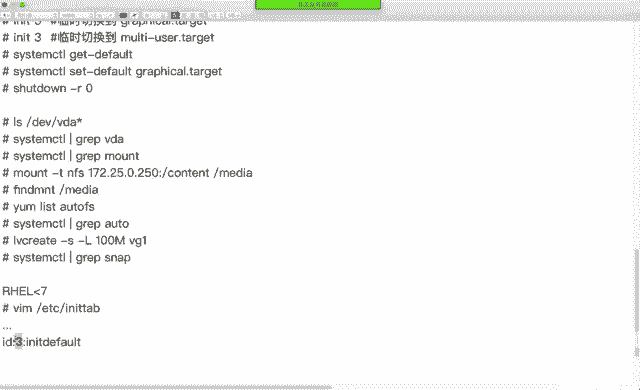 # init 5 #临时切换到 graphical.target
# init 3 #临时切换到 multi-user.target
# systemctl get-default
# systemctl set-default graphical.target
# shutdown -r 0
# ls /dev/vda*
# systemctl | grep vda
# systemctl | grep mount
# mount -t nfs 172.25.0.250:/content /media
# findmnt /media
# yum list autofs
# systemctl | grep auto
# lvcreate -s -L 100M vg1
# systemctl | grep snap
RHEL<7
# vim /etc/inittab
...
id:3:initdefault